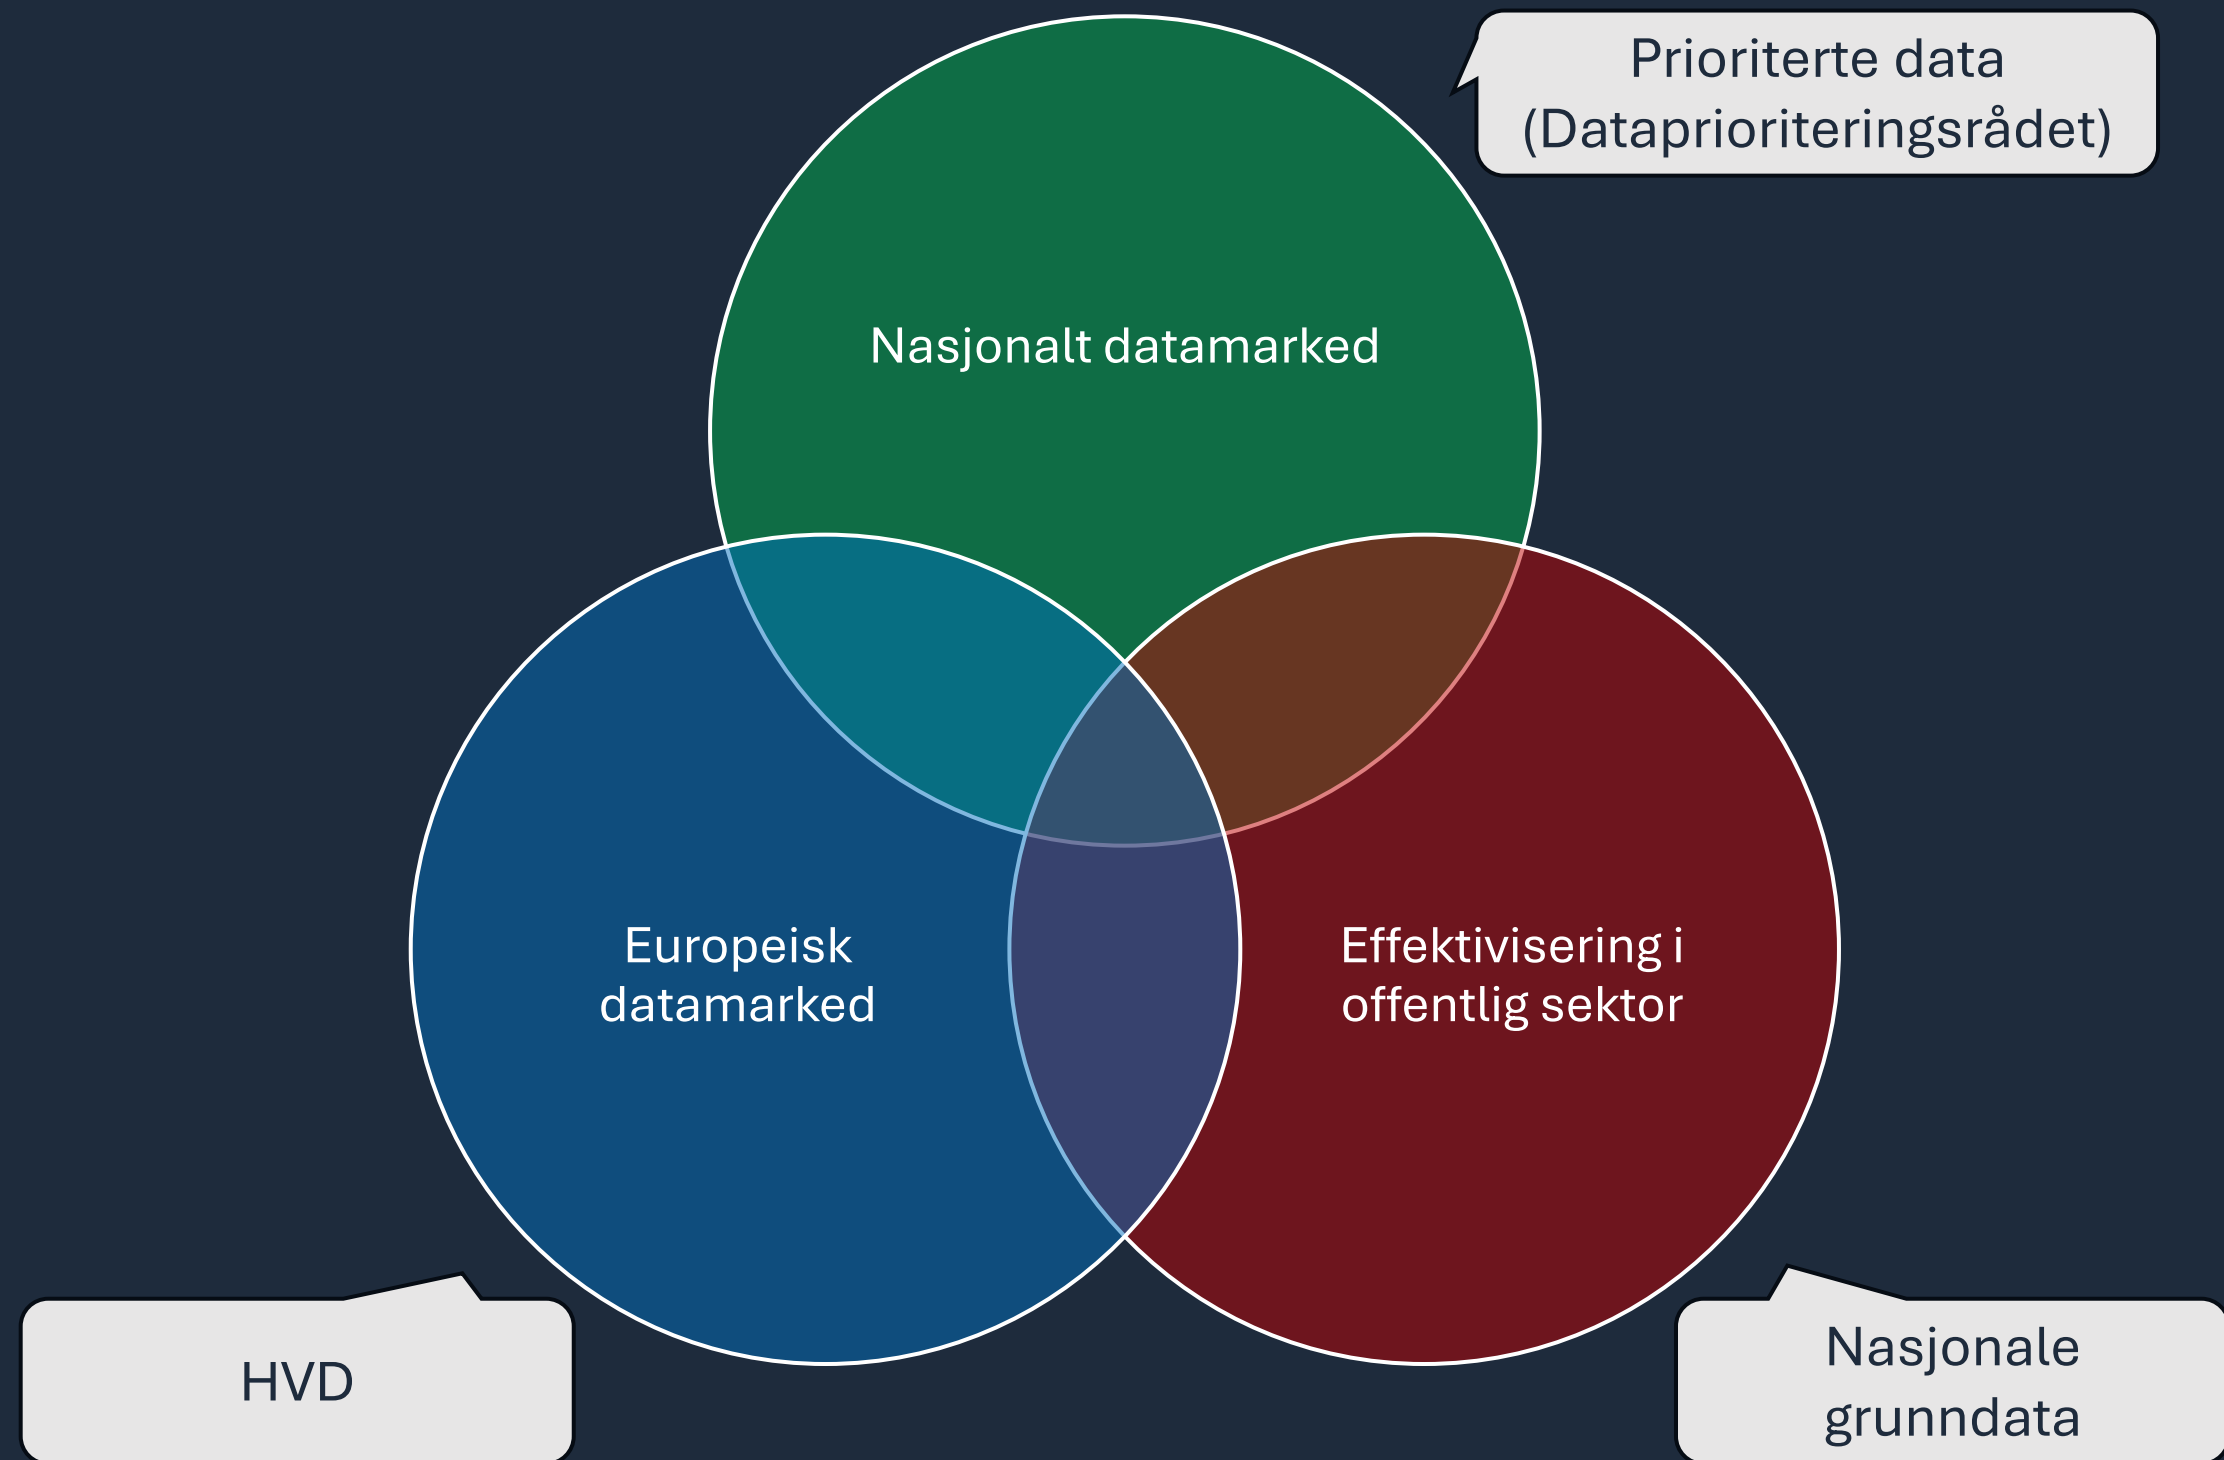 Prioriterte data
(Dataprioriteringsrådet)
Nasjonalt datamarked
Europeisk
datamarked
Effektivisering i
offentlig sektor
HVD
Nasjonale
grunndata